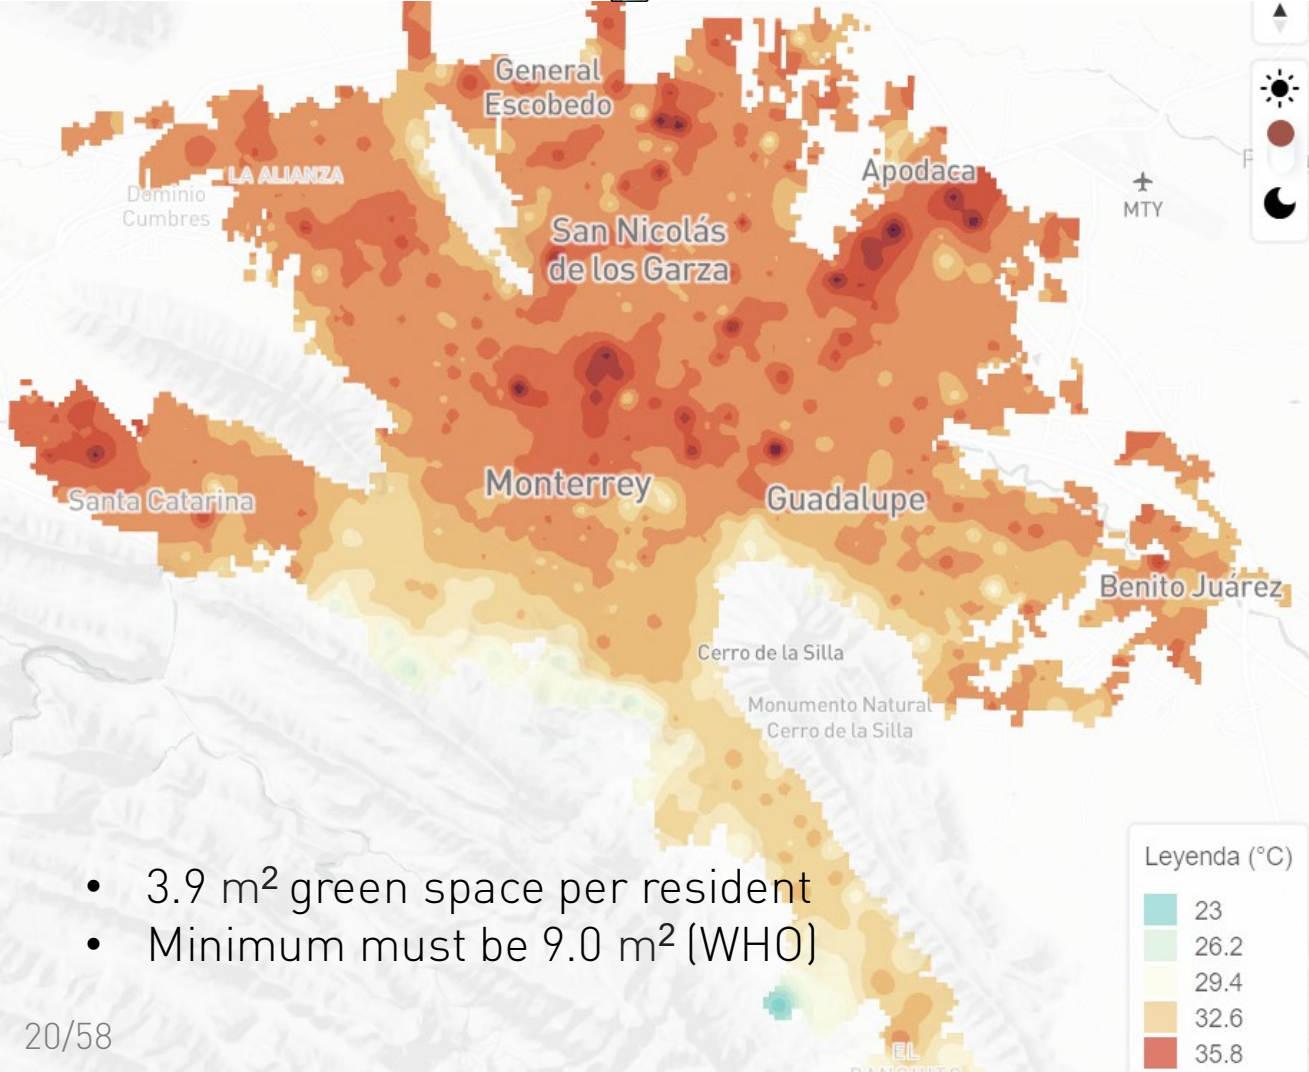 General
Escobedo
LA ALIANZA
Dominio
Cumbres
Apodaca
MTY
San Nicolás
de los Garza
Monterrey
Guadalupe
Santa Catarina
Benito Juárez
Cerro de la Silla
Monumento Natural
Cerro de la Silla
Leyenda (°C)
23
26.2
29.4
32.6
35.8
• 3.9 m² green space per resident
• Minimum must be 9.0 m² (WHO)
20/58
EL